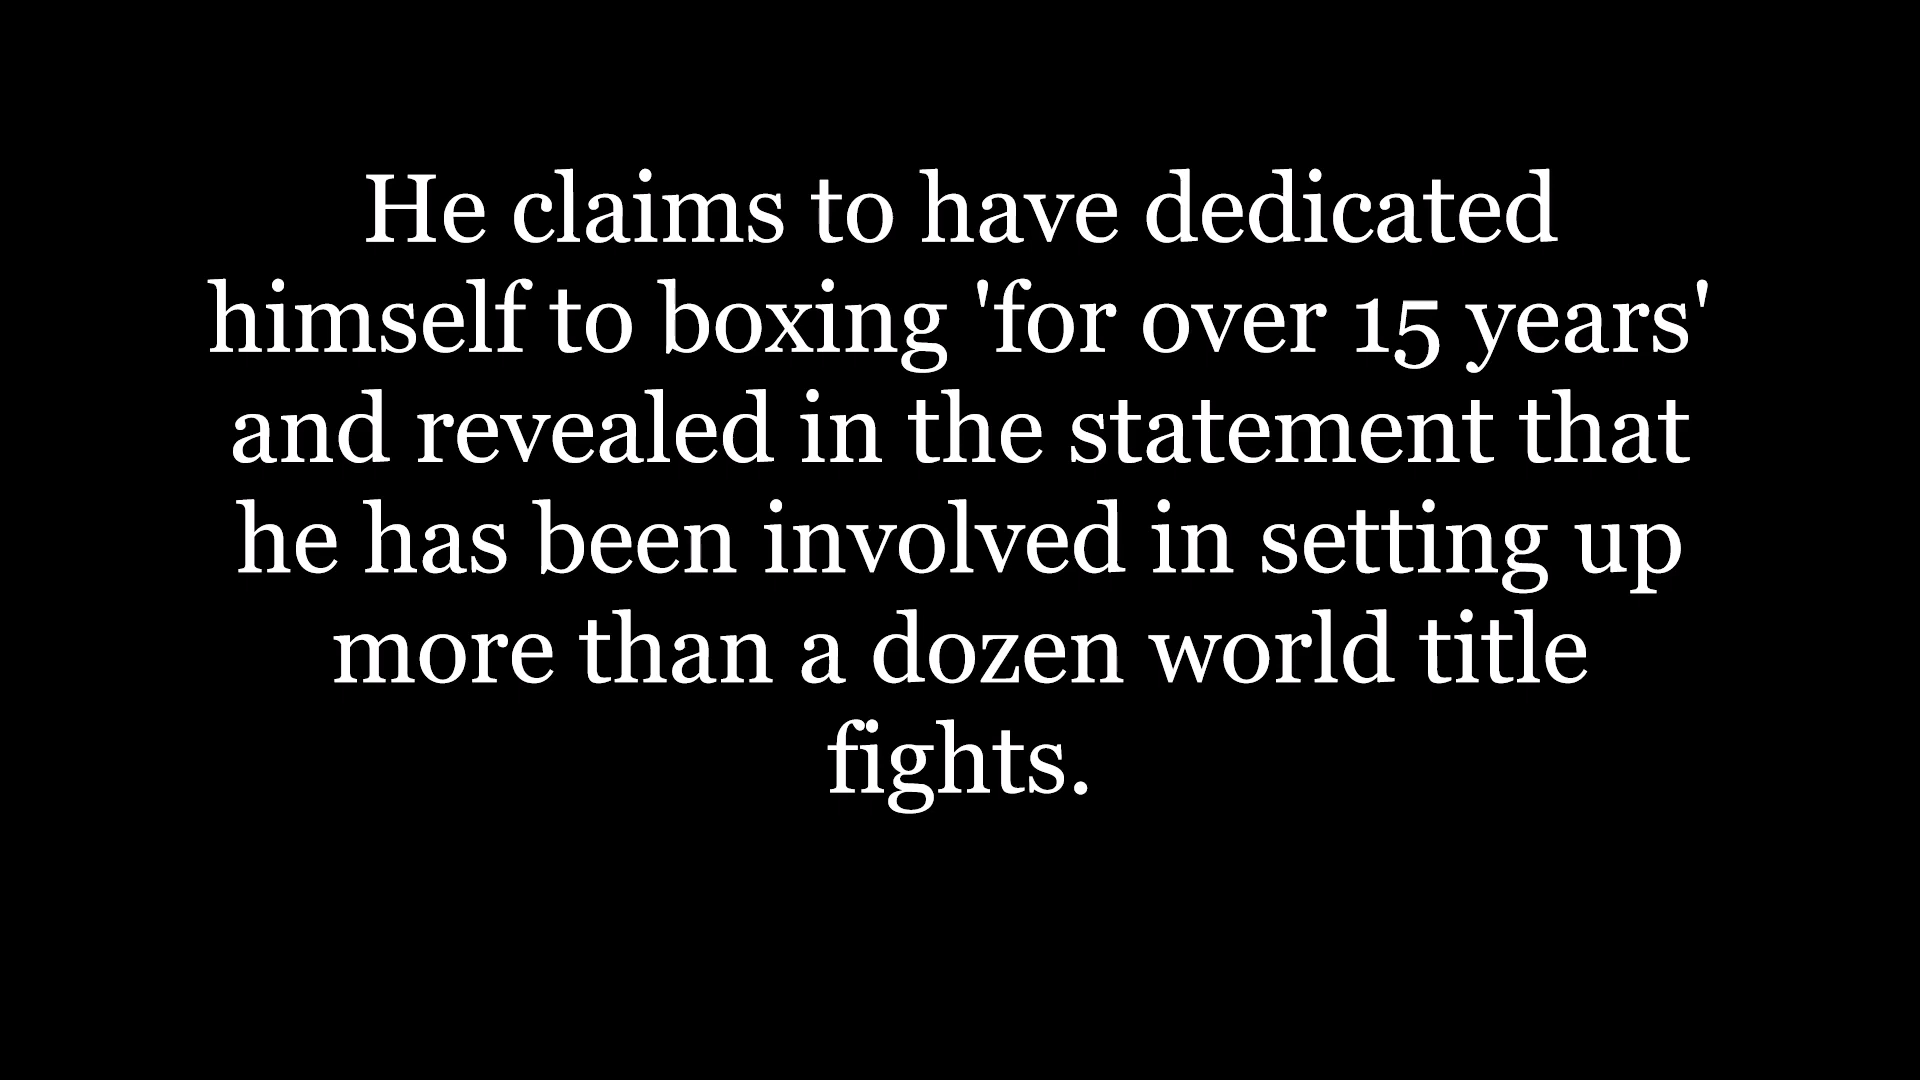 He claims to have dedicated
himself to boxing 'for over 15 years'
and revealed in the statement that
he has been involved in setting up
more than a dozen world title
fights.